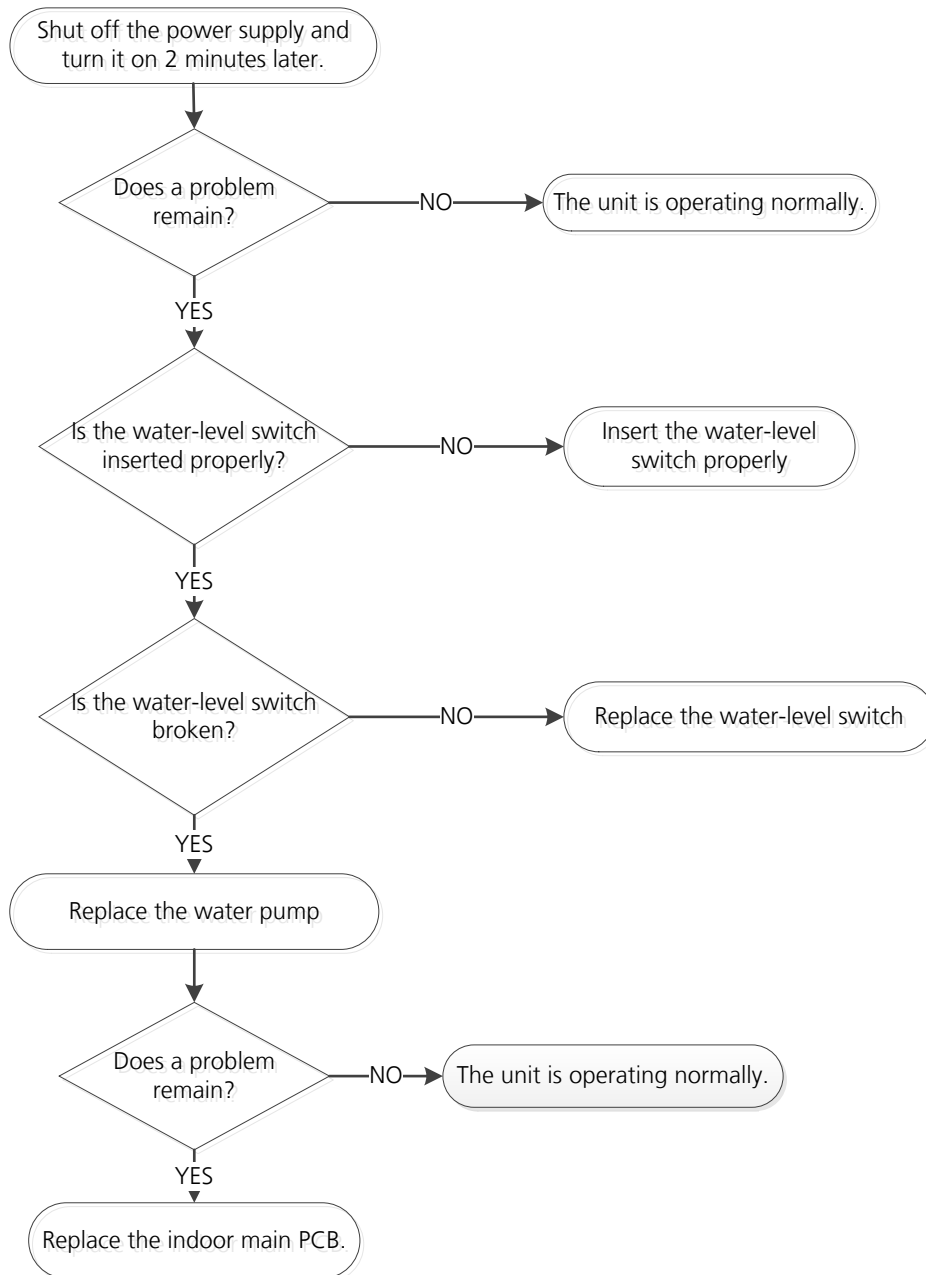 Shut off the power supply and
turn it on 2 minutes later.
Does a problem
remain?
NO
The unit is operating normally.
YES
Is the water-level switch
inserted properly?
NO
Insert the water-level
switch properly
YES
Is the water-level switch
broken?
NO
Replace the water-level switch
YES
Replace the water pump
Does a problem
remain?
NO
The unit is operating normally.
YES
Replace the indoor main PCB.